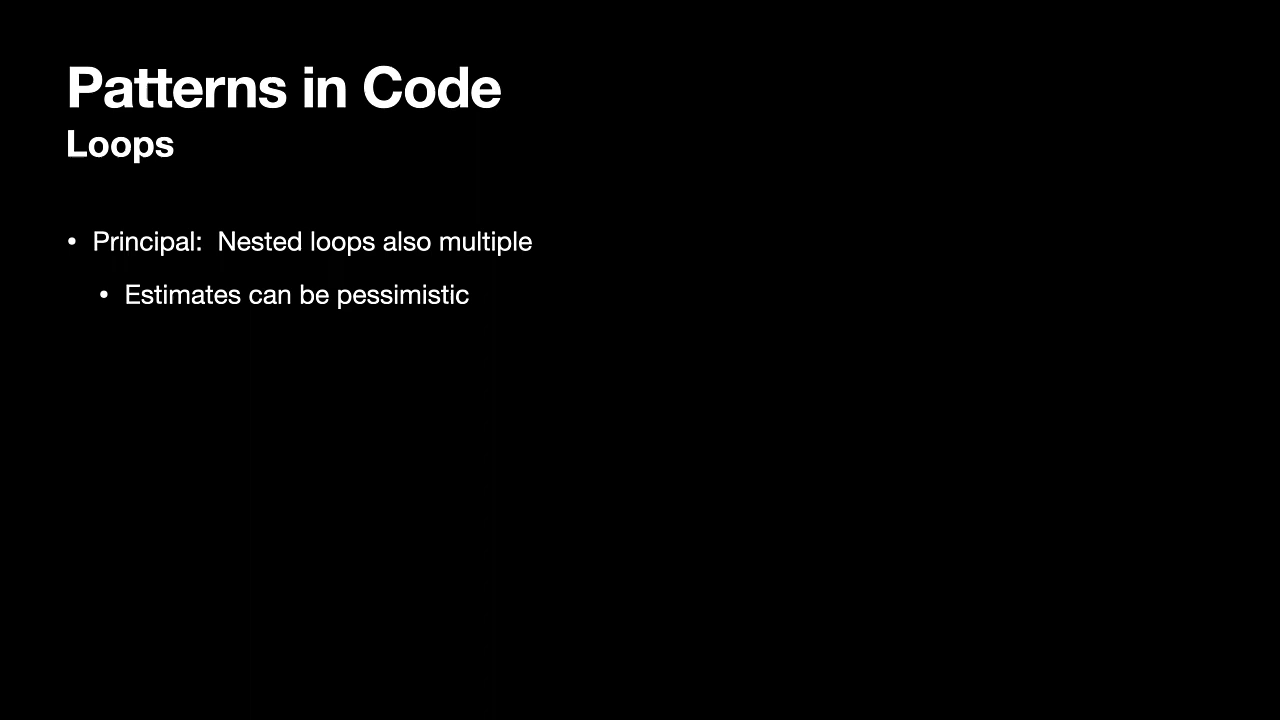 Patterns in Code
Loops
• Principal:  Nested loops also multiple
• Estimates can be pessimistic